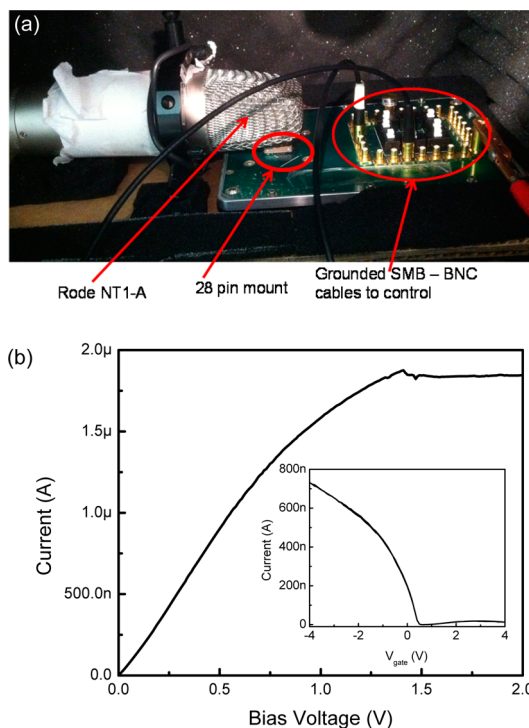 (a)
Rode NT1-A
28 pin mount
Grounded SMB – BNC
cables to control
(b)
2.0µ
1.5µ
1.0µ
500.0n
0.0
Current (A)
0.0
0.5
1.0
1.5
2.0
Bias Voltage (V)
800n
600n
400n
200n
0
Current (A)
-4
-2
0
2
4
Vgate (V)